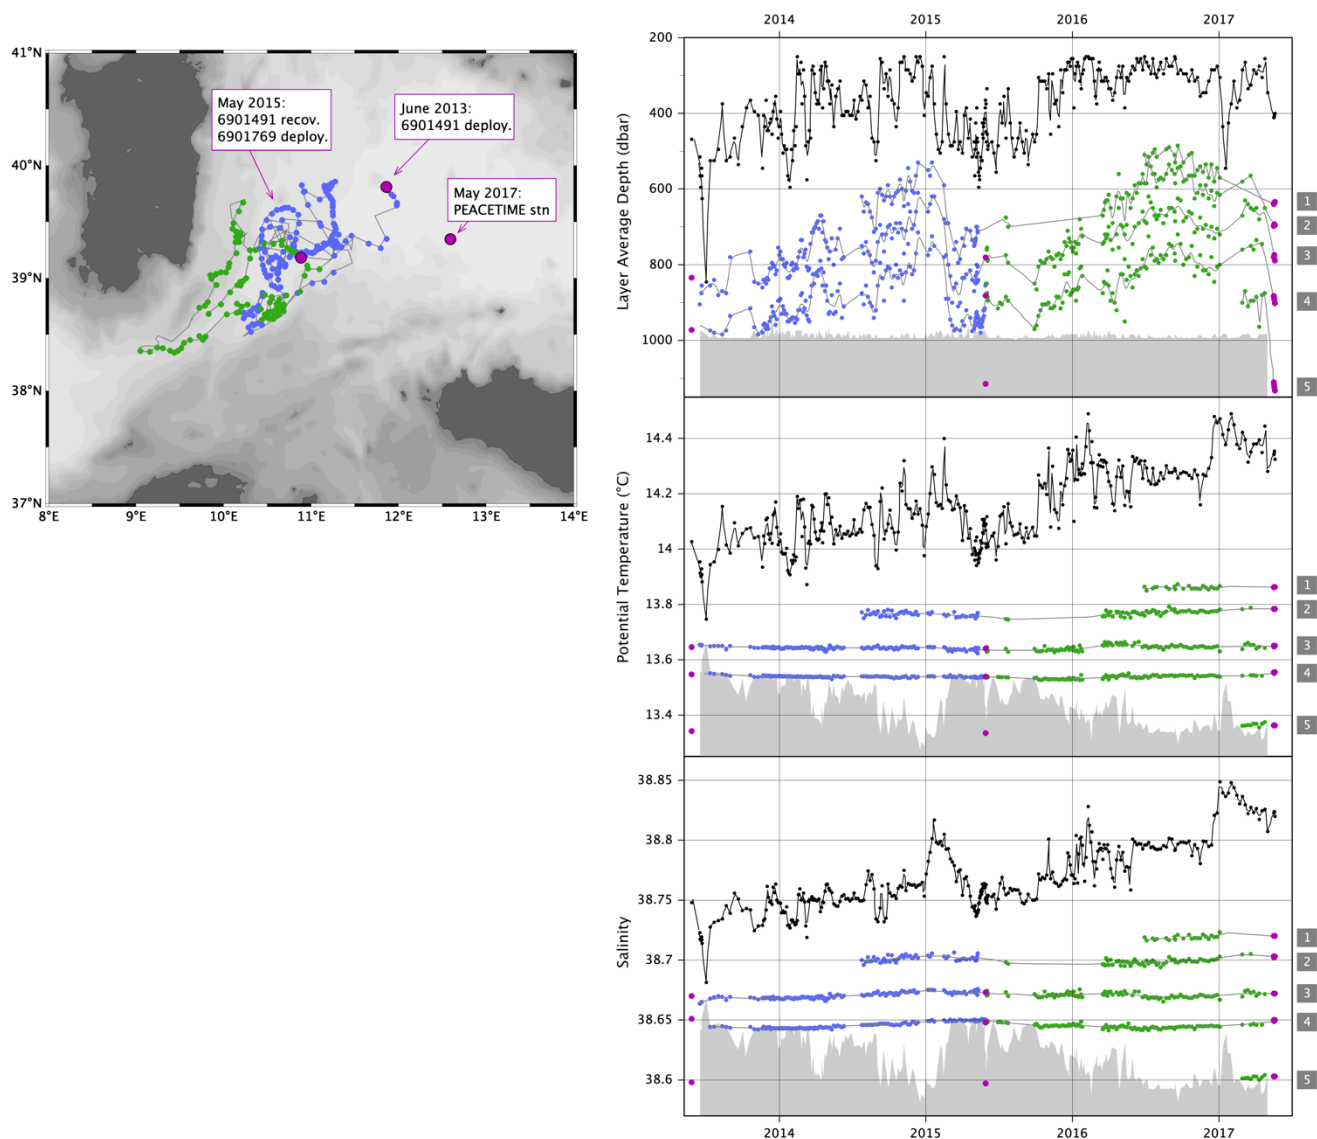 2014 2015 2016 2017
41°N
40°N
39°N
38°N
37°N
8°E 9°E 10°E 11°E 12°E 13°E 14°E
May 2015:
6901491 recov.
6901769 deploy.
June 2013:
6901491 deploy.
May 2017:
PEACETIME stn
Layer Average Depth (dbar)
200
400
600
800
1000
1
2
3
4
5
Potential Temperature (°C)
14.4
14.2
14
13.8
13.6
13.4
1
2
3
4
5
Salinity
38.85
38.8
38.75
38.7
38.65
38.6
1
2
3
4
5
2014 2015 2016 2017